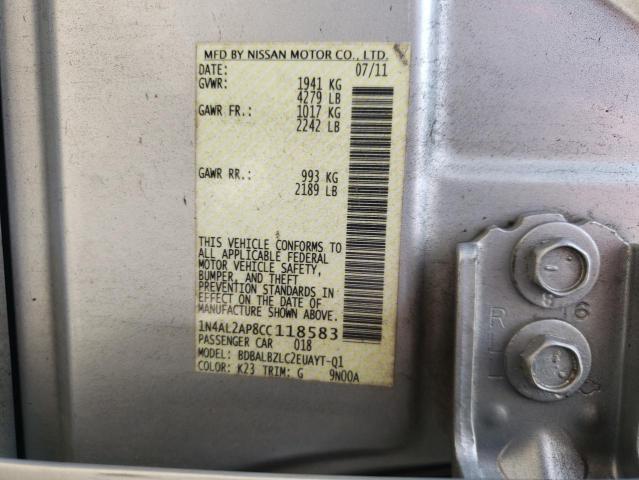 MFD BY NISSAN MOTOR CO., LTD.
DATE: 07/11
GVWR: 1941 KG
4279 LB
GAWR FR.: 1017 KG
2242 LB
GAWR RR.: 993 KG
2189 LB
THIS VEHICLE CONFORMS TO
ALL APPLICABLE FEDERAL
MOTOR VEHICLE SAFETY,
BUMPER, AND THEFT
PREVENTION STANDARDS IN
EFFECT ON THE DATE OF
MANUFACTURE SHOWN ABOVE.
1N4AL2AP8CC118583
PASSENGER CAR 018
MODEL: BDBALBZLCZEUAYT-Q1
COLOR: K23 TRIM: G 9N00A